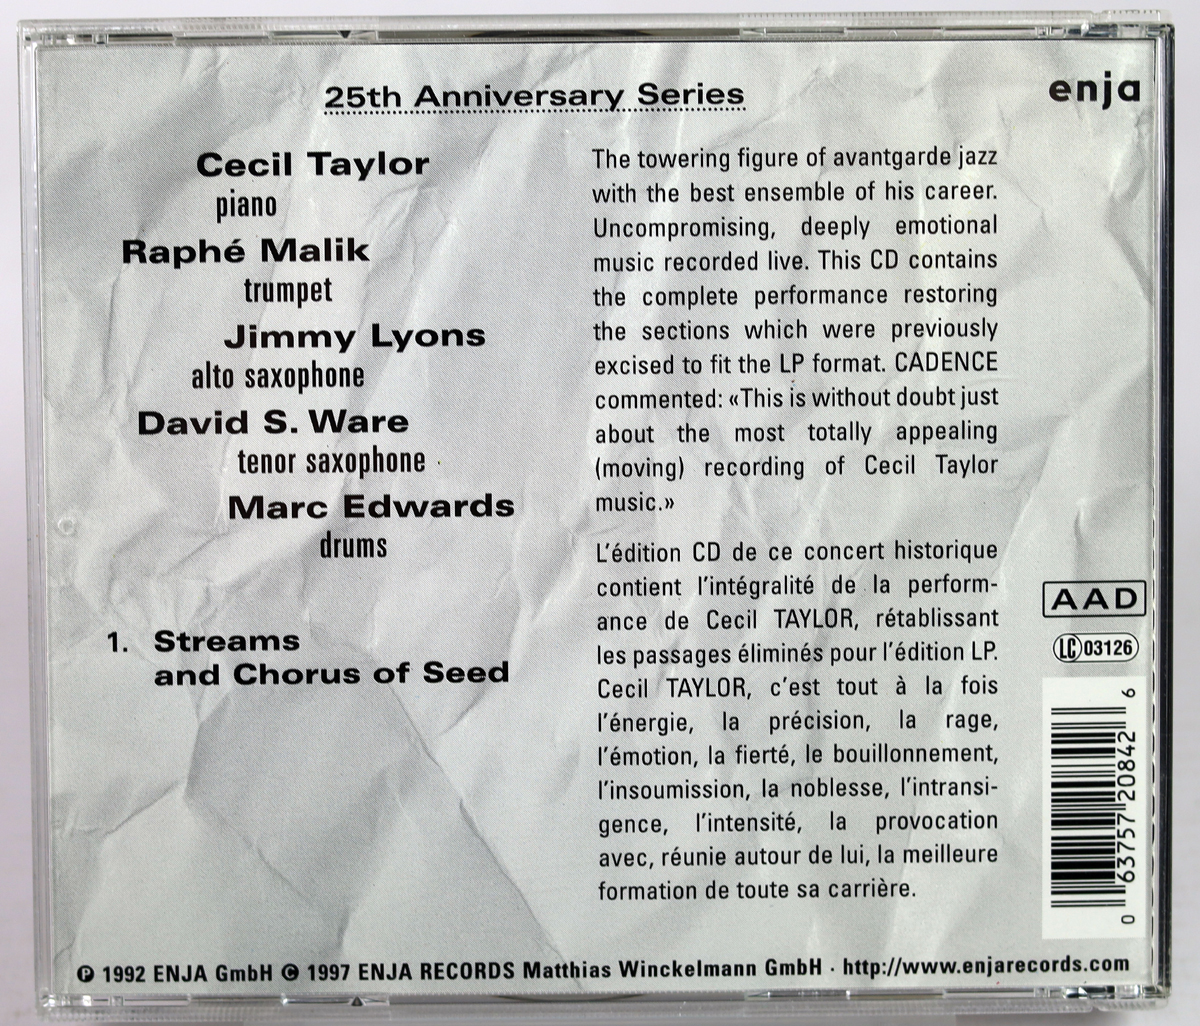 25th Anniversary Series
enja
Cecil Taylor
piano
Raphé Malik
trumpet
Jimmy Lyons
alto saxophone
David S. Ware
tenor saxophone
Marc Edwards
drums
1. Streams
and Chorus of Seed
The towering figure of avantgarde jazz
with the best ensemble of his career.
Uncompromising, deeply emotional
music recorded live. This CD contains
the complete performance restoring
the sections which were previously
excised to fit the LP format. CADENCE
commented: «This is without doubt just
about the most totally appealing
(moving) recording of Cecil Taylor
music.»
L'édition CD de ce concert historique
contient l'intégralité de la perform-
ance de Cecil TAYLOR, rétablissant
les passages éliminés pour l'édition LP.
Cecil TAYLOR, c'est tout à la fois
l'énergie, la précision, la rage,
l'émotion, la fierté, le bouillonnement,
l'insoumission, la noblesse, l'intransi-
gence, l'intensité, la provocation
avec, réunie autour de lui, la meilleure
formation de toute sa carrière.
AAD
LC 03126
0 63757 20842 6
℗ 1992 ENJA GmbH © 1997 ENJA RECORDS Matthias Winckelmann GmbH · http://www.enjarecords.com